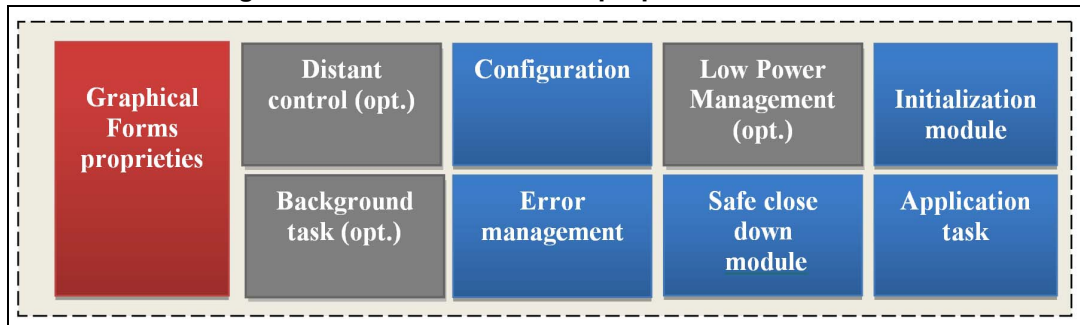 Graphical
Forms
proprieties
Distant
control (opt.)
Configuration
Low Power
Management
(opt.)
Initialization
module
Background
task (opt.)
Error
management
Safe close
down
module
Application
task